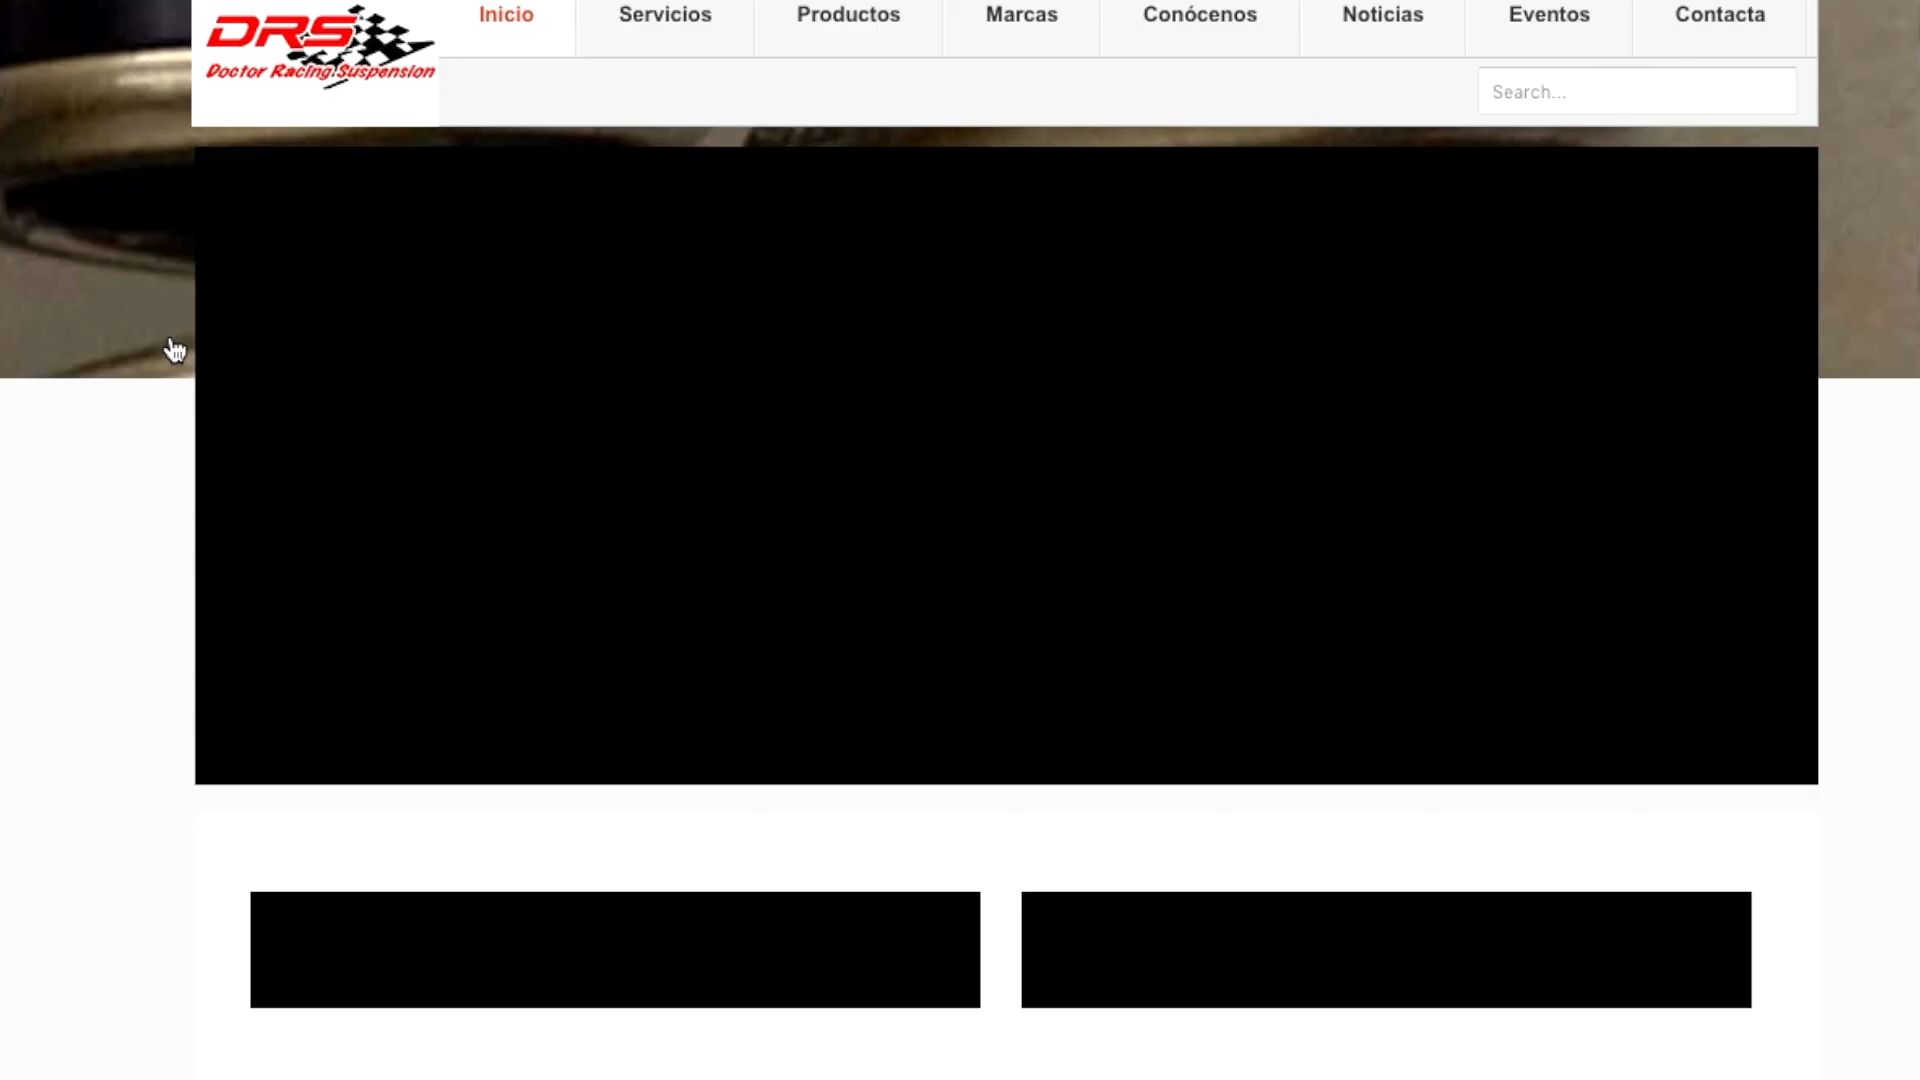 DRS
Doctor Racing Suspension
Inicio
Servicios
Productos
Marcas
Conócenos
Noticias
Eventos
Contacta
Search...